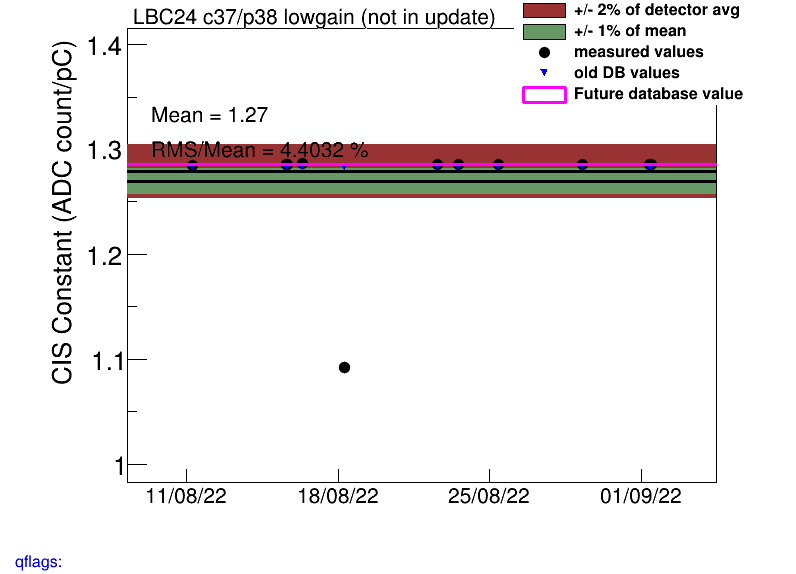 LBC24 c37/p38 lowgain (not in update)
+/- 2% of detector avg
+/- 1% of mean
measured values
old DB values
Future database value
Mean = 1.27
RMS/Mean = 4.4032 %
CIS Constant (ADC count/pC)
1.4
1.3
1.2
1.1
1
11/08/22 18/08/22 25/08/22 01/09/22
qflags: